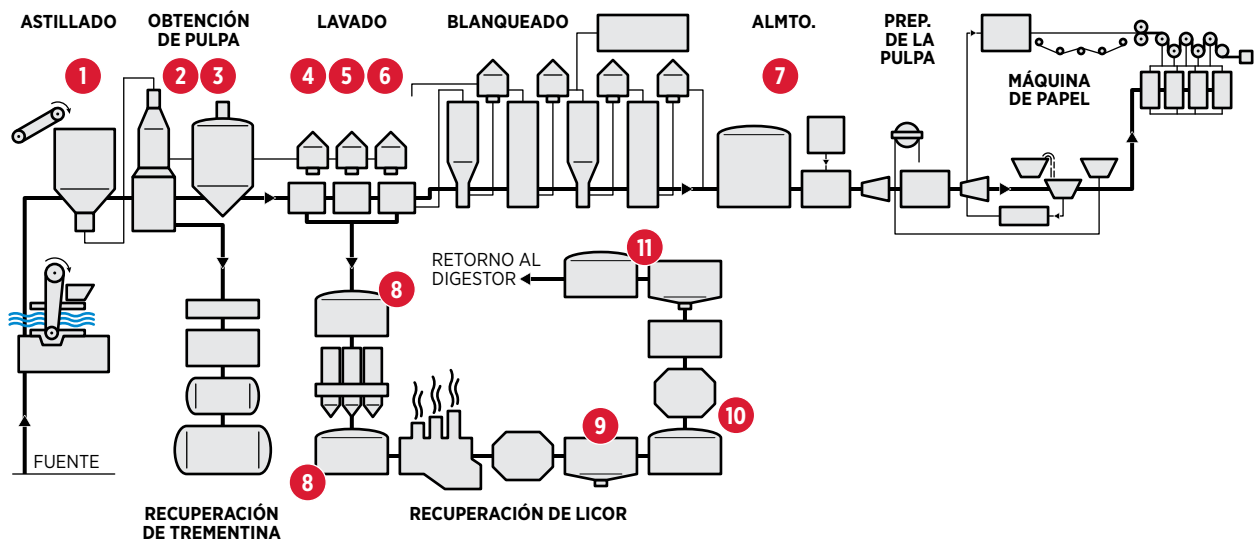 ASTILLADO
OBTENCIÓN
DE PULPA
LAVADO
BLANQUEADO
ALMTO.
PREP.
DE LA
PULPA
MÁQUINA
DE PAPEL
1
2
3
4
5
6
7
RETORNO AL
DIGESTOR
11
8
9
10
8
FUENTE
RECUPERACIÓN
DE TREMENTINA
RECUPERACIÓN DE LICOR